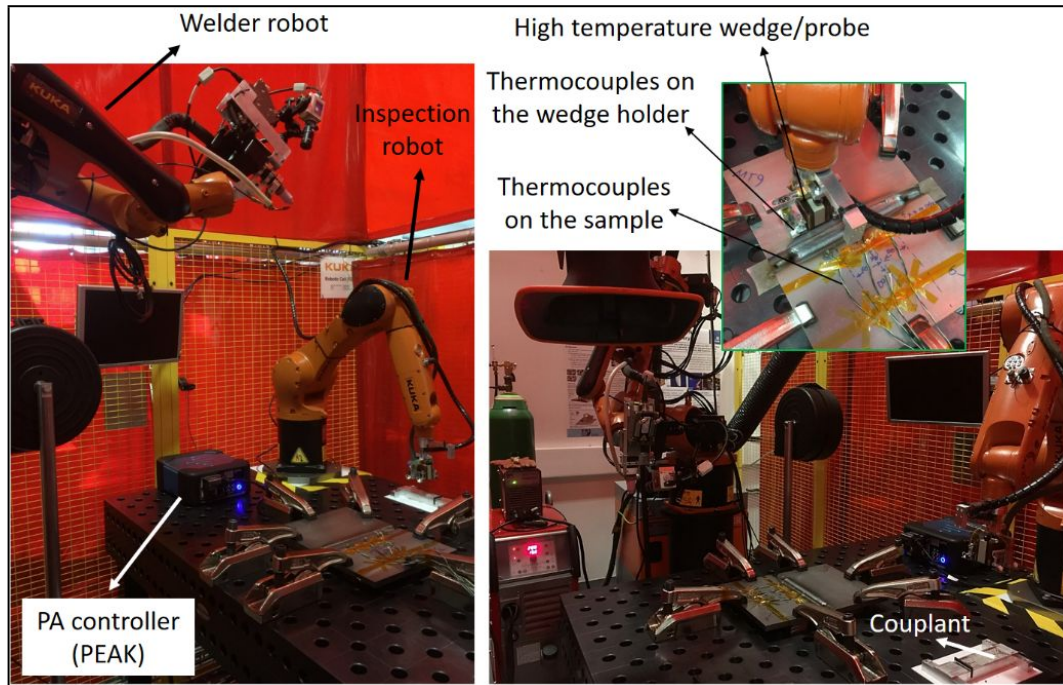 Welder robot
High temperature wedge/probe
Thermocouples on
the wedge holder
Inspection
robot
Thermocouples
on the sample
KUKA
KUKA
KUKA
PA controller
(PEAK)
Couplant